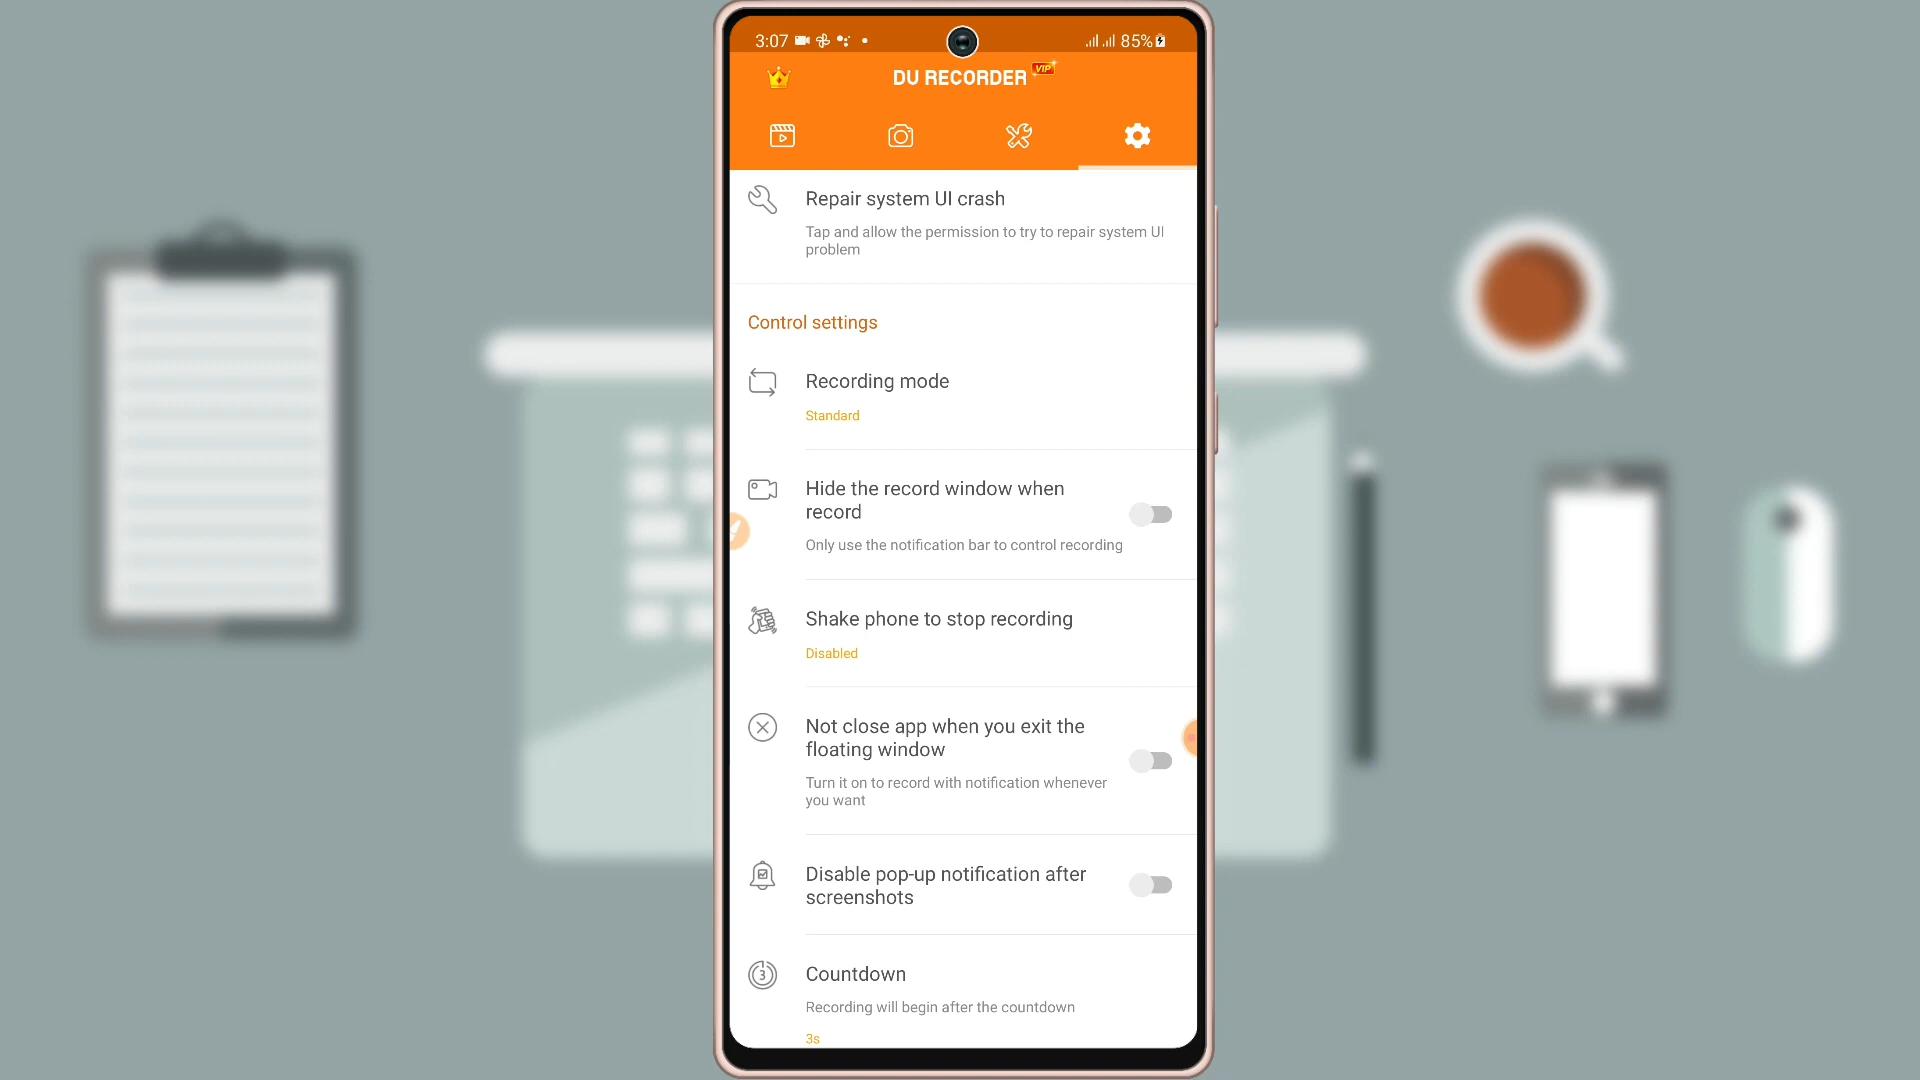 3:07
85%
DU RECORDER
VIP
Repair system UI crash
Tap and allow the permission to try to repair system UI
problem
Control settings
Recording mode
Standard
Hide the record window when
record
Only use the notification bar to control recording
Shake phone to stop recording
Disabled
Not close app when you exit the
floating window
Turn it on to record with notification whenever
you want
Disable pop-up notification after
screenshots
3
Countdown
Recording will begin after the countdown
3s